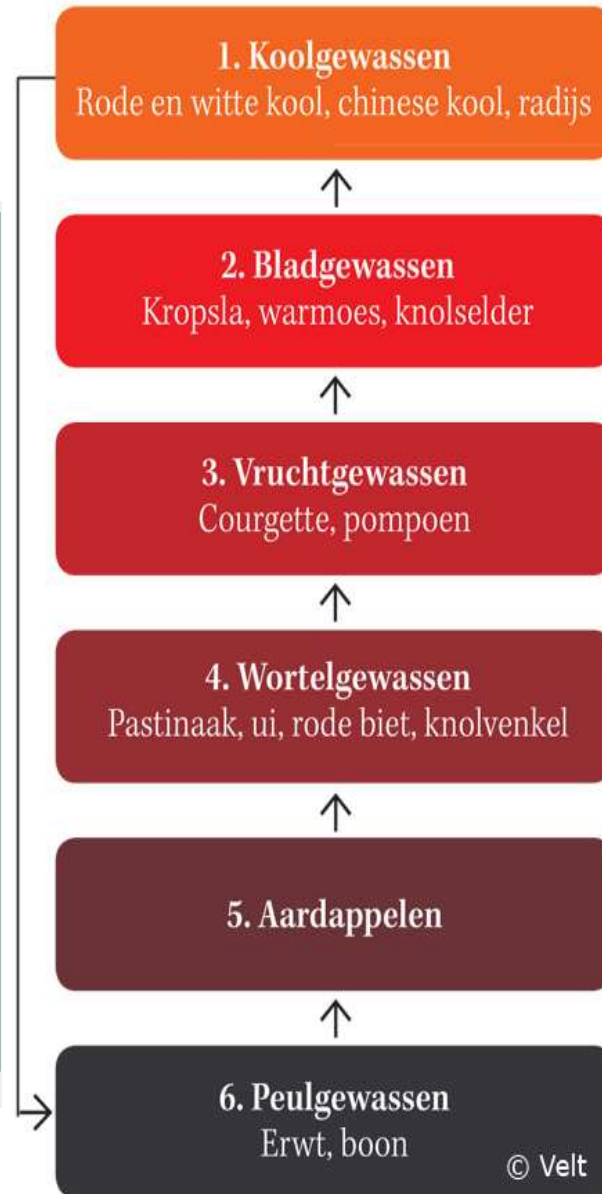 1. Koolgewassen
Rode en witte kool, chinese kool, radijs
2. Bladgewassen
Kropsla, warmoes, knolselder
3. Vruchtgewassen
Courgette, pompoen
4. Wortelgewassen
Pastinaak, ui, rode biet, knolvenkel
5. Aardappelen
6. Peulgewassen
Erwt, boon
© Velt